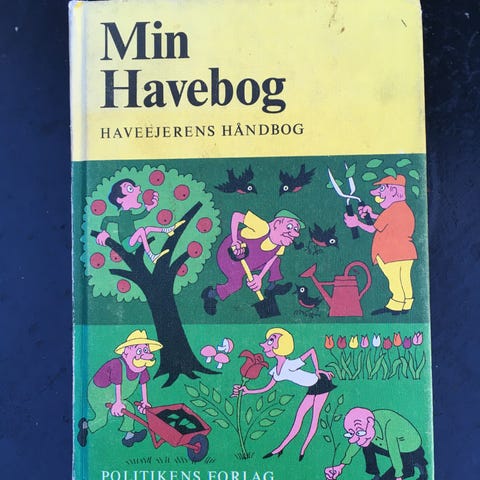 Min
Havebog
HAVEEJERENS HÅNDBOG
POLITIKENS FORLAG